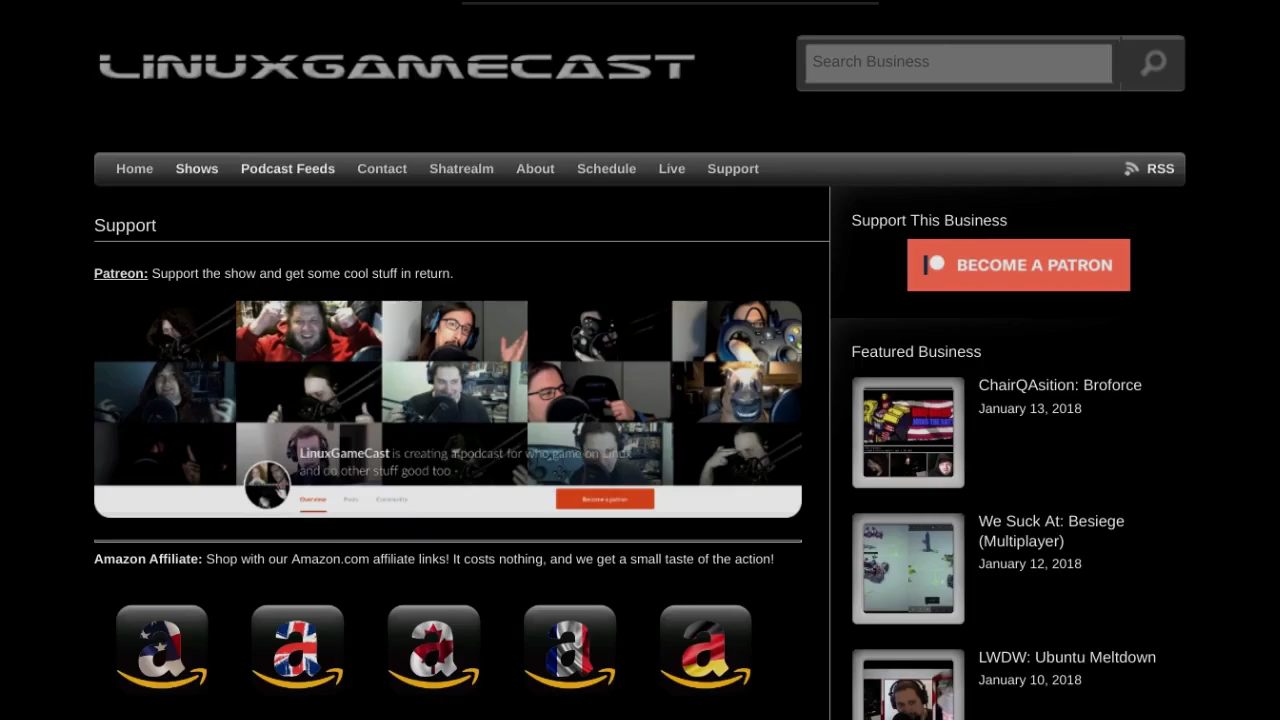 LINUXGAMECAST
Search Business
Home Shows Podcast Feeds Contact Shatrealm About Schedule Live Support RSS
Support
Patreon: Support the show and get some cool stuff in return.
LinuxGameCast is creating a podcast for who game on Linux
and do other stuff good too -
Overview Posts Community Become a patron
Amazon Affiliate: Shop with our Amazon.com affiliate links! It costs nothing, and we get a small taste of the action!
a a a a a
Support This Business
BECOME A PATRON
Featured Business
ChairQAsition: Broforce
January 13, 2018
We Suck At: Besiege
(Multiplayer)
January 12, 2018
LWDW: Ubuntu Meltdown
January 10, 2018